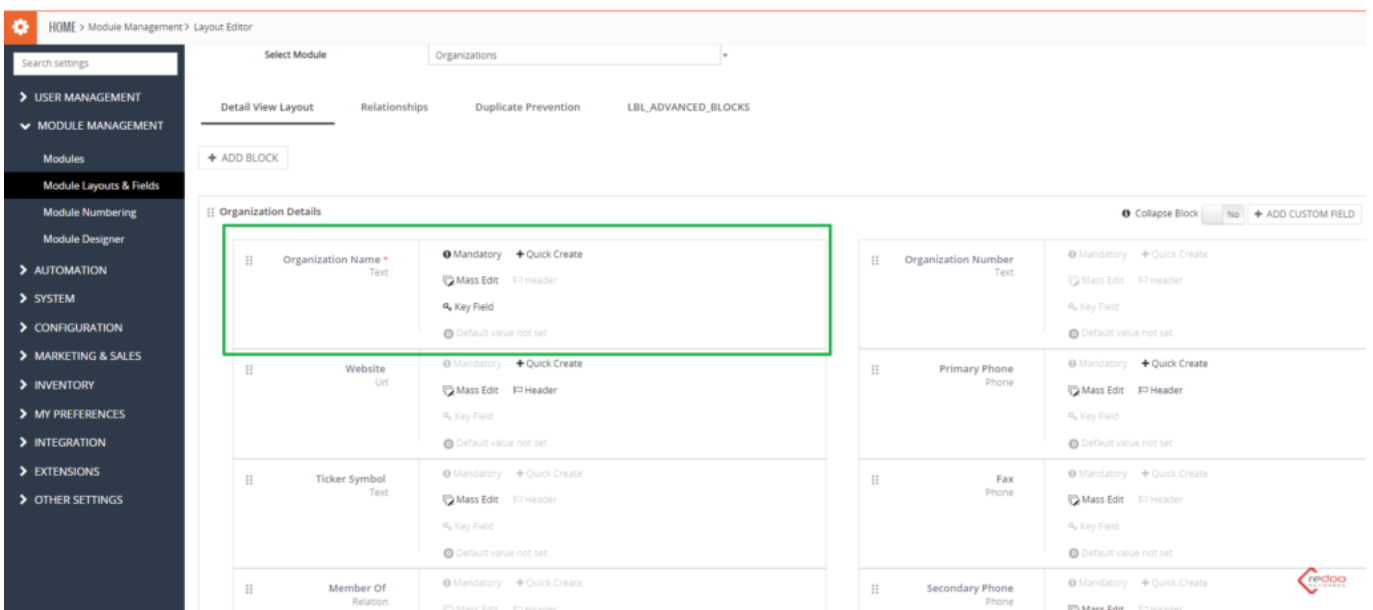 HOME > Module Management > Layout Editor
Search settings
USER MANAGEMENT
MODULE MANAGEMENT
Modules
Module Layouts & Fields
Module Numbering
Module Designer
AUTOMATION
SYSTEM
CONFIGURATION
MARKETING & SALES
INVENTORY
MY PREFERENCES
INTEGRATION
EXTENSIONS
OTHER SETTINGS
Select Module Organizations
Detail View Layout Relationships Duplicate Prevention LBL_ADVANCED_BLOCKS
+ ADD BLOCK
Organization Details Collapse Block No + ADD CUSTOM FIELD
Organization Name *
Text
Mandatory + Quick Create
Mass Edit Header
Key Field
Default value not set
Organization Number
Text
Mandatory + Quick Create
Mass Edit Header
Key Field
Default value not set
Website
Url
Mandatory + Quick Create
Mass Edit Header
Key Field
Default value not set
Primary Phone
Phone
Mandatory + Quick Create
Mass Edit Header
Key Field
Default value not set
Ticker Symbol
Text
Mandatory + Quick Create
Mass Edit Header
Key Field
Default value not set
Fax
Phone
Mandatory + Quick Create
Mass Edit Header
Key Field
Default value not set
Member Of
Relation
Mandatory + Quick Create
Mass Edit Header
Secondary Phone
Phone
Mandatory + Quick Create
Mass Edit Header
redoo
NETWORKS